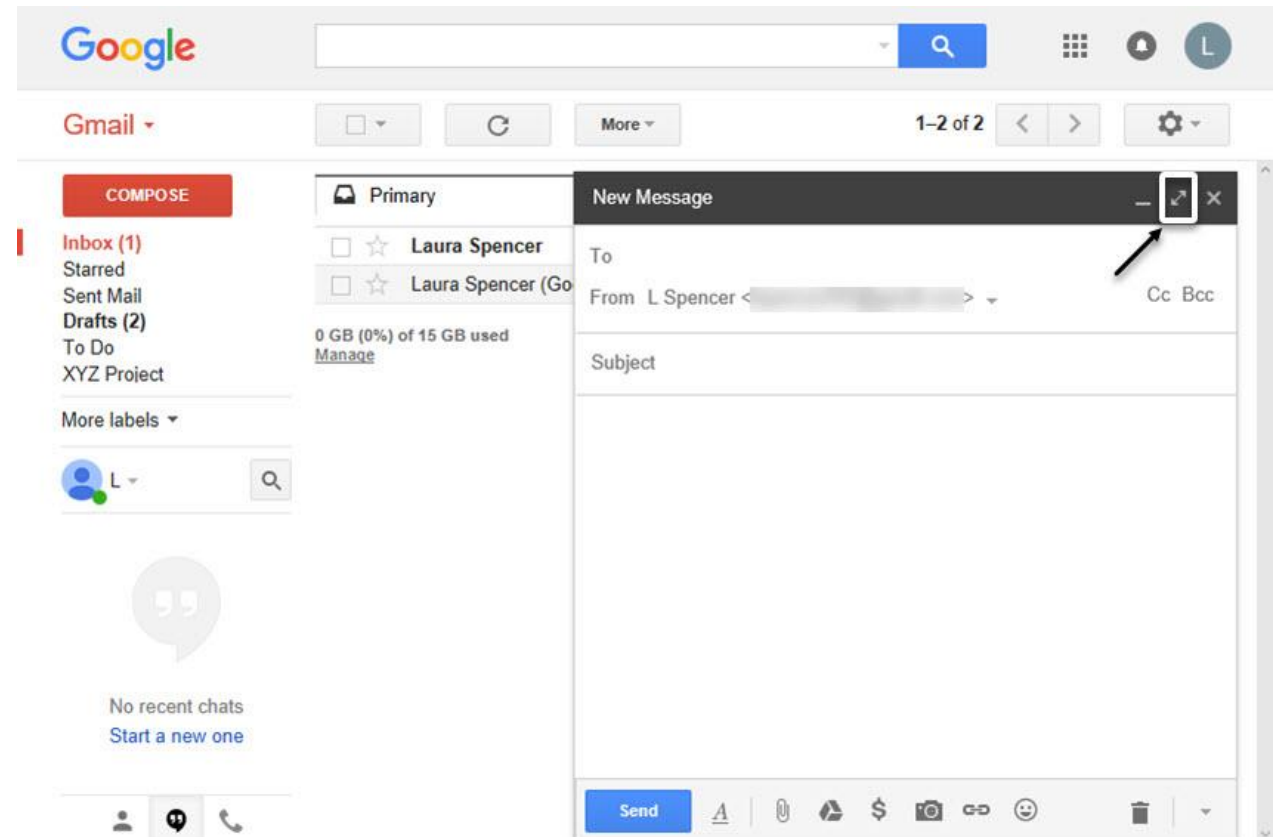 Google
L
Gmail
More
1–2 of 2
COMPOSE
Inbox (1)
Starred
Sent Mail
Drafts (2)
To Do
XYZ Project
More labels
L
No recent chats
Start a new one
Primary
Laura Spencer
Laura Spencer (Go
0 GB (0%) of 15 GB used
Manage
New Message
To
From L Spencer < >
Cc Bcc
Subject
Send
A
$